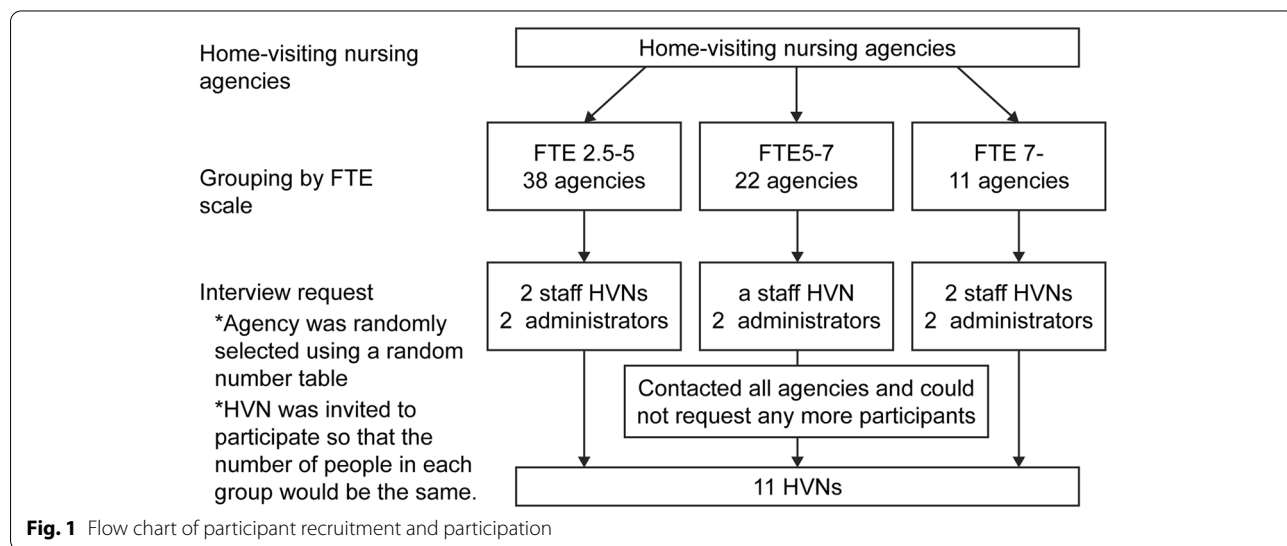 Home-visiting nursing
agencies
Home-visiting nursing agencies
FTE 2.5-5
38 agencies
FTE5-7
22 agencies
FTE 7-
11 agencies
Grouping by FTE
scale
Interview request
*Agency was randomly
selected using a random
number table
*HVN was invited to
participate so that the
number of people in each
group would be the same.
2 staff HVNs
2 administrators
a staff HVN
2 administrators
2 staff HVNs
2 administrators
Contacted all agencies and could
not request any more participants
11 HVNs
Fig. 1 Flow chart of participant recruitment and participation